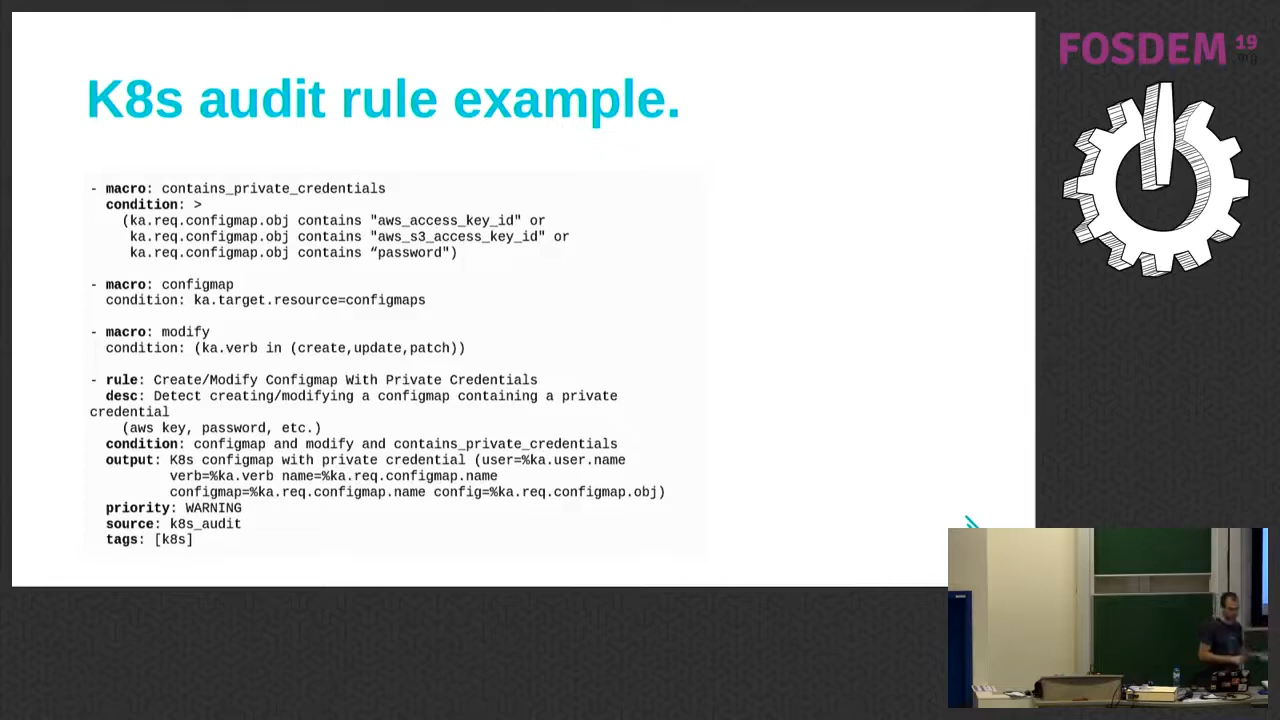 K8s audit rule example.
- macro: contains_private_credentials
condition: >
(ka.req.configmap.obj contains "aws_access_key_id" or
ka.req.configmap.obj contains "aws_s3_access_key_id" or
ka.req.configmap.obj contains “password")
- macro: configmap
condition: ka.target.resource=configmaps
- macro: modify
condition: (ka.verb in (create,update,patch))
- rule: Create/Modify Configmap With Private Credentials
desc: Detect creating/modifying a configmap containing a private
credential
(aws key, password, etc.)
condition: configmap and modify and contains_private_credentials
output: K8s configmap with private credential (user=%ka.user.name
verb=%ka.verb name=%ka.req.configmap.name
configmap=%ka.req.configmap.name config=%ka.req.configmap.obj)
priority: WARNING
source: k8s_audit
tags: [k8s]
FOSDEM 19
.org